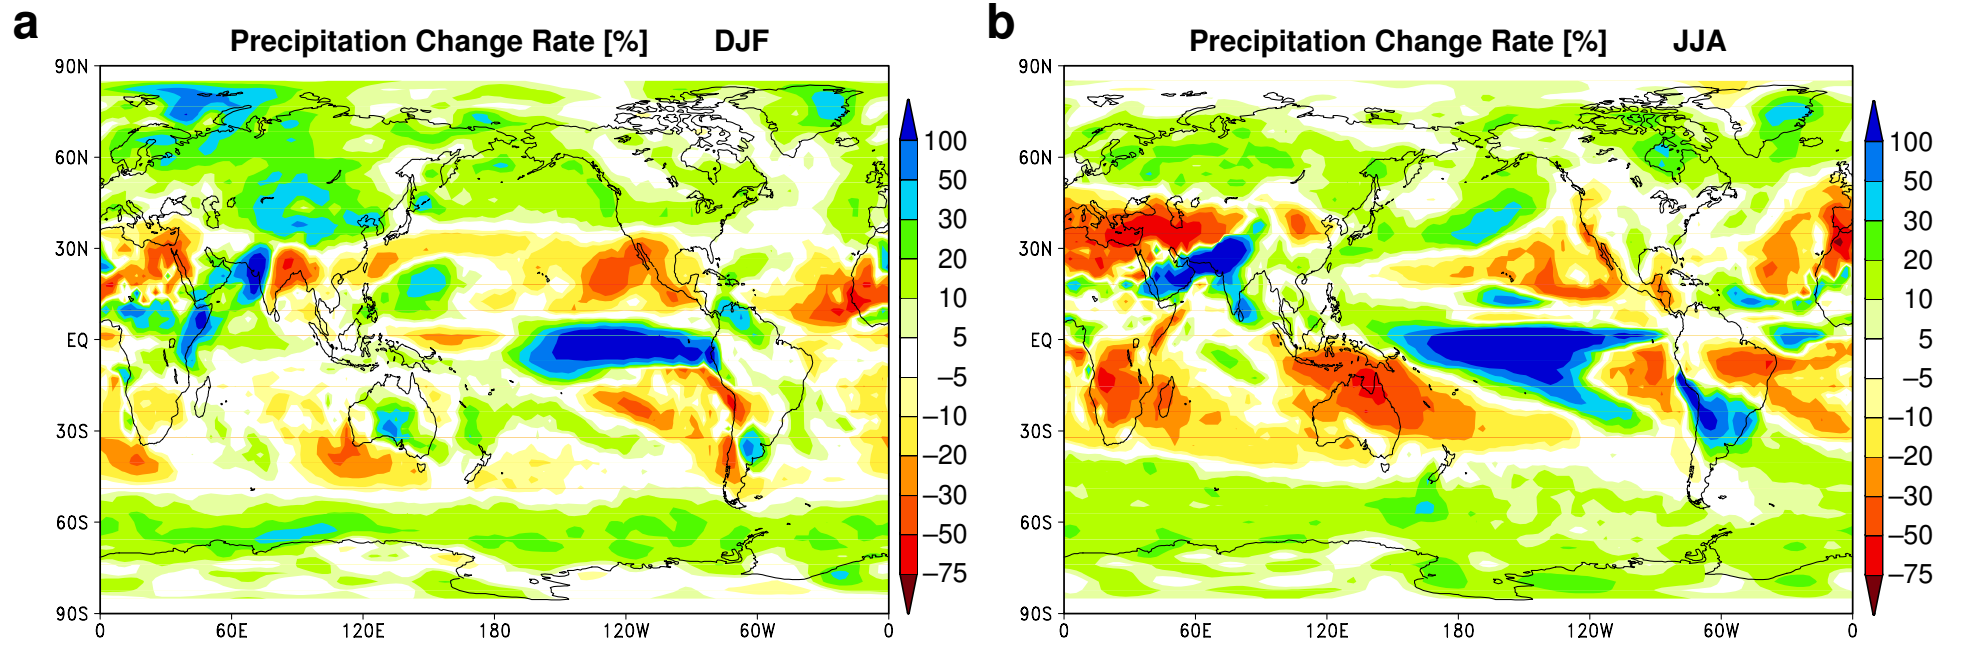 a
Precipitation Change Rate [%] DJF
90N
60N
30N
EQ
30S
60S
90S
0 60E 120E 180 120W 60W 0
100
50
30
20
10
5
–5
–10
–20
–30
–50
–75
b
Precipitation Change Rate [%] JJA
90N
60N
30N
EQ
30S
60S
90S
0 60E 120E 180 120W 60W 0
100
50
30
20
10
5
–5
–10
–20
–30
–50
–75